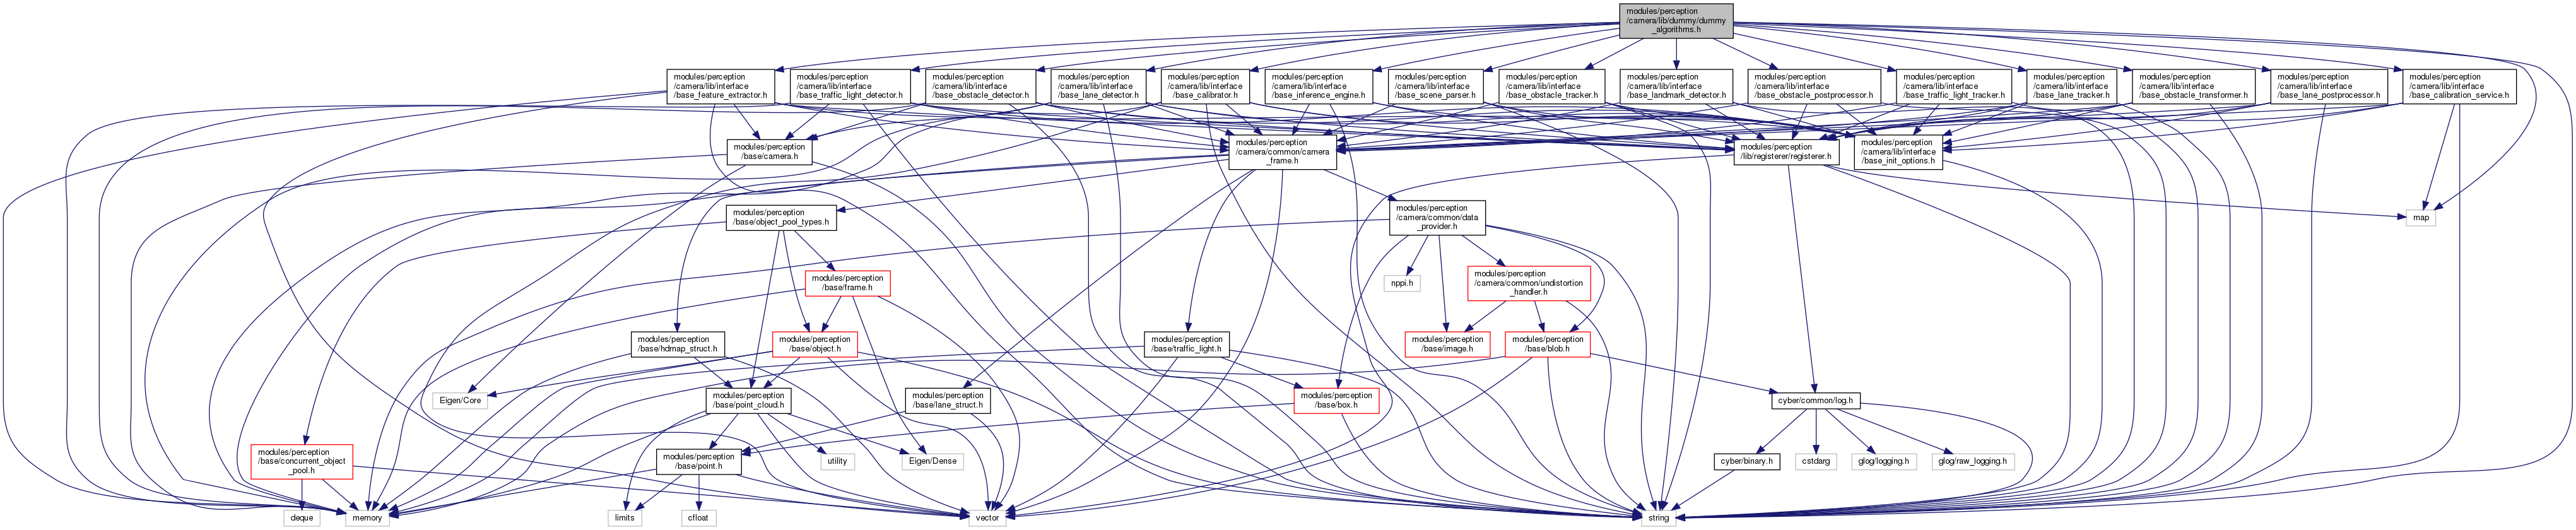 modules/perception
/camera/lib/dummy/dummy
_algorithms.h
modules/perception
/camera/lib/interface
/base_feature_extractor.h
modules/perception
/camera/lib/interface
/base_traffic_light_detector.h
modules/perception
/camera/lib/interface
/base_obstacle_detector.h
modules/perception
/camera/lib/interface
/base_lane_detector.h
modules/perception
/camera/lib/interface
/base_calibrator.h
modules/perception
/camera/lib/interface
/base_inference_engine.h
modules/perception
/camera/lib/interface
/base_scene_parser.h
modules/perception
/camera/lib/interface
/base_obstacle_tracker.h
modules/perception
/camera/lib/interface
/base_landmark_detector.h
modules/perception
/camera/lib/interface
/base_obstacle_postprocessor.h
modules/perception
/camera/lib/interface
/base_traffic_light_tracker.h
modules/perception
/camera/lib/interface
/base_lane_tracker.h
modules/perception
/camera/lib/interface
/base_obstacle_transformer.h
modules/perception
/camera/lib/interface
/base_lane_postprocessor.h
modules/perception
/camera/lib/interface
/base_calibration_service.h
modules/perception
/base/camera.h
modules/perception
/camera/common/camera
_frame.h
modules/perception
/lib/registerer/registerer.h
modules/perception
/camera/lib/interface
/base_init_options.h
modules/perception
/base/object_pool_types.h
modules/perception
/camera/common/data
_provider.h
map
modules/perception
/base/frame.h
nppi.h
modules/perception
/camera/common/undistortion
_handler.h
modules/perception
/base/hdmap_struct.h
modules/perception
/base/object.h
modules/perception
/base/traffic_light.h
modules/perception
/base/image.h
modules/perception
/base/blob.h
Eigen/Core
modules/perception
/base/point_cloud.h
modules/perception
/base/lane_struct.h
modules/perception
/base/box.h
cyber/common/log.h
modules/perception
/base/concurrent_object
_pool.h
modules/perception
/base/point.h
utility
Eigen/Dense
cyber/binary.h
cstdarg
glog/logging.h
glog/raw_logging.h
deque
memory
limits
cfloat
vector
string